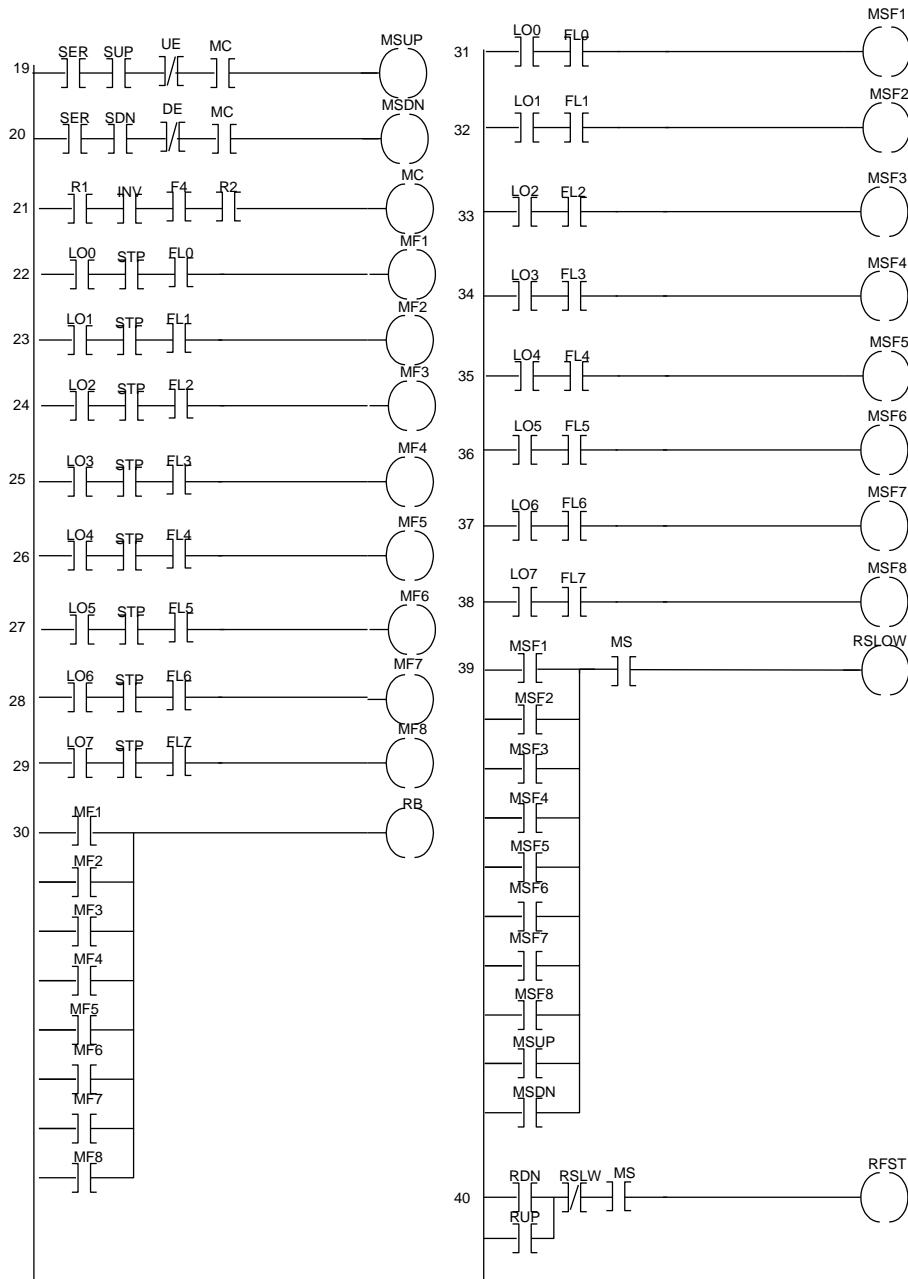 19 SER SUP UE MC MSUP
20 SER SDN DE MC MSDN
21 R1 INV F4 R2 MC
22 LO0 STP FL0 MF1
23 LO1 STP FL1 MF2
24 LO2 STP FL2 MF3
25 LO3 STP FL3 MF4
26 LO4 STP FL4 MF5
27 LO5 STP FL5 MF6
28 LO6 STP FL6 MF7
29 LO7 STP FL7 MF8
30 MF1 RB
MF2
MF3
MF4
MF5
MF6
MF7
MF8
31 LO0 FL0 MSF1
32 LO1 FL1 MSF2
33 LO2 FL2 MSF3
34 LO3 FL3 MSF4
35 LO4 FL4 MSF5
36 LO5 FL5 MSF6
37 LO6 FL6 MSF7
38 LO7 FL7 MSF8
39 MSF1 MS RSLOW
MSF2
MSF3
MSF4
MSF5
MSF6
MSF7
MSF8
MSUP
MSDN
40 RDN RSLW MS RFST
RUP